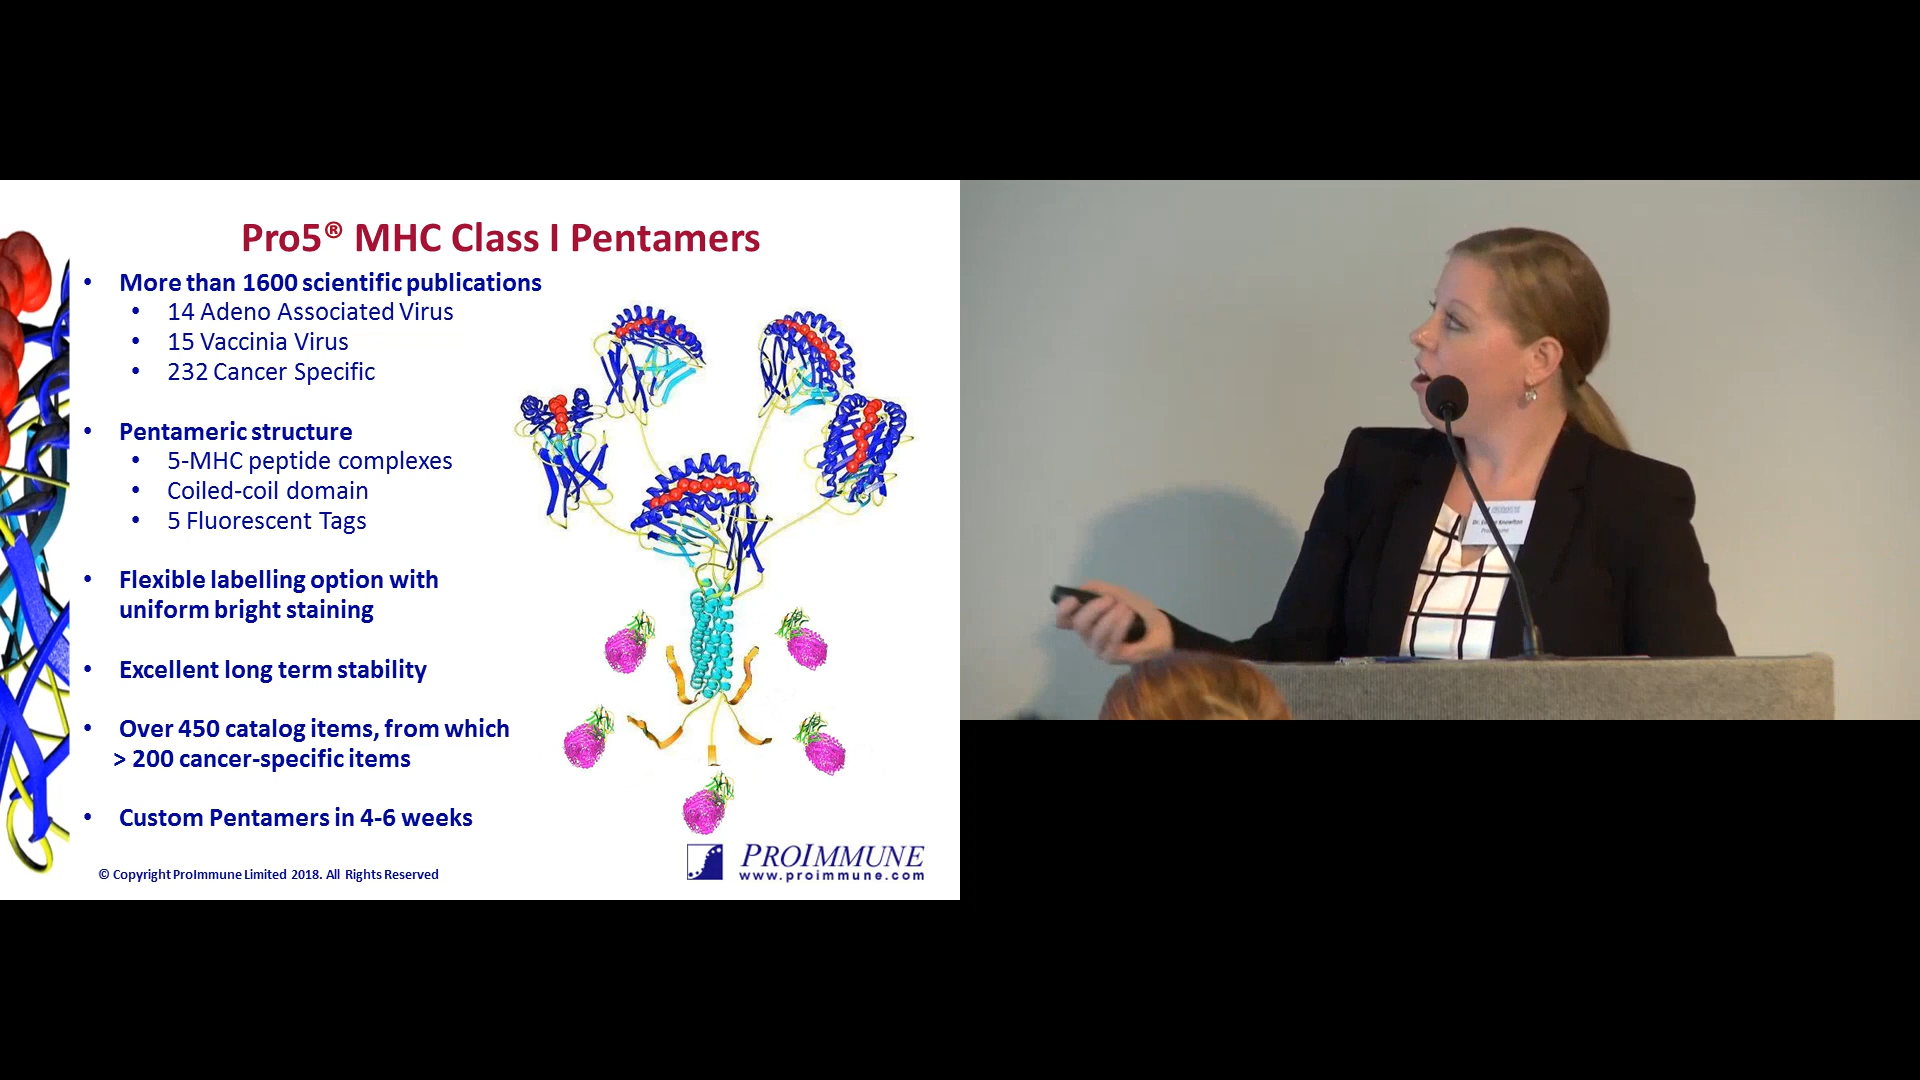 Pro5® MHC Class I Pentamers
• More than 1600 scientific publications
• 14 Adeno Associated Virus
• 15 Vaccinia Virus
• 232 Cancer Specific
• Pentameric structure
• 5-MHC peptide complexes
• Coiled-coil domain
• 5 Fluorescent Tags
• Flexible labelling option with
uniform bright staining
• Excellent long term stability
• Over 450 catalog items, from which
> 200 cancer-specific items
• Custom Pentamers in 4-6 weeks
© Copyright ProImmune Limited 2018. All Rights Reserved
PROIMMUNE
www.proimmune.com
Dr. Knowlton